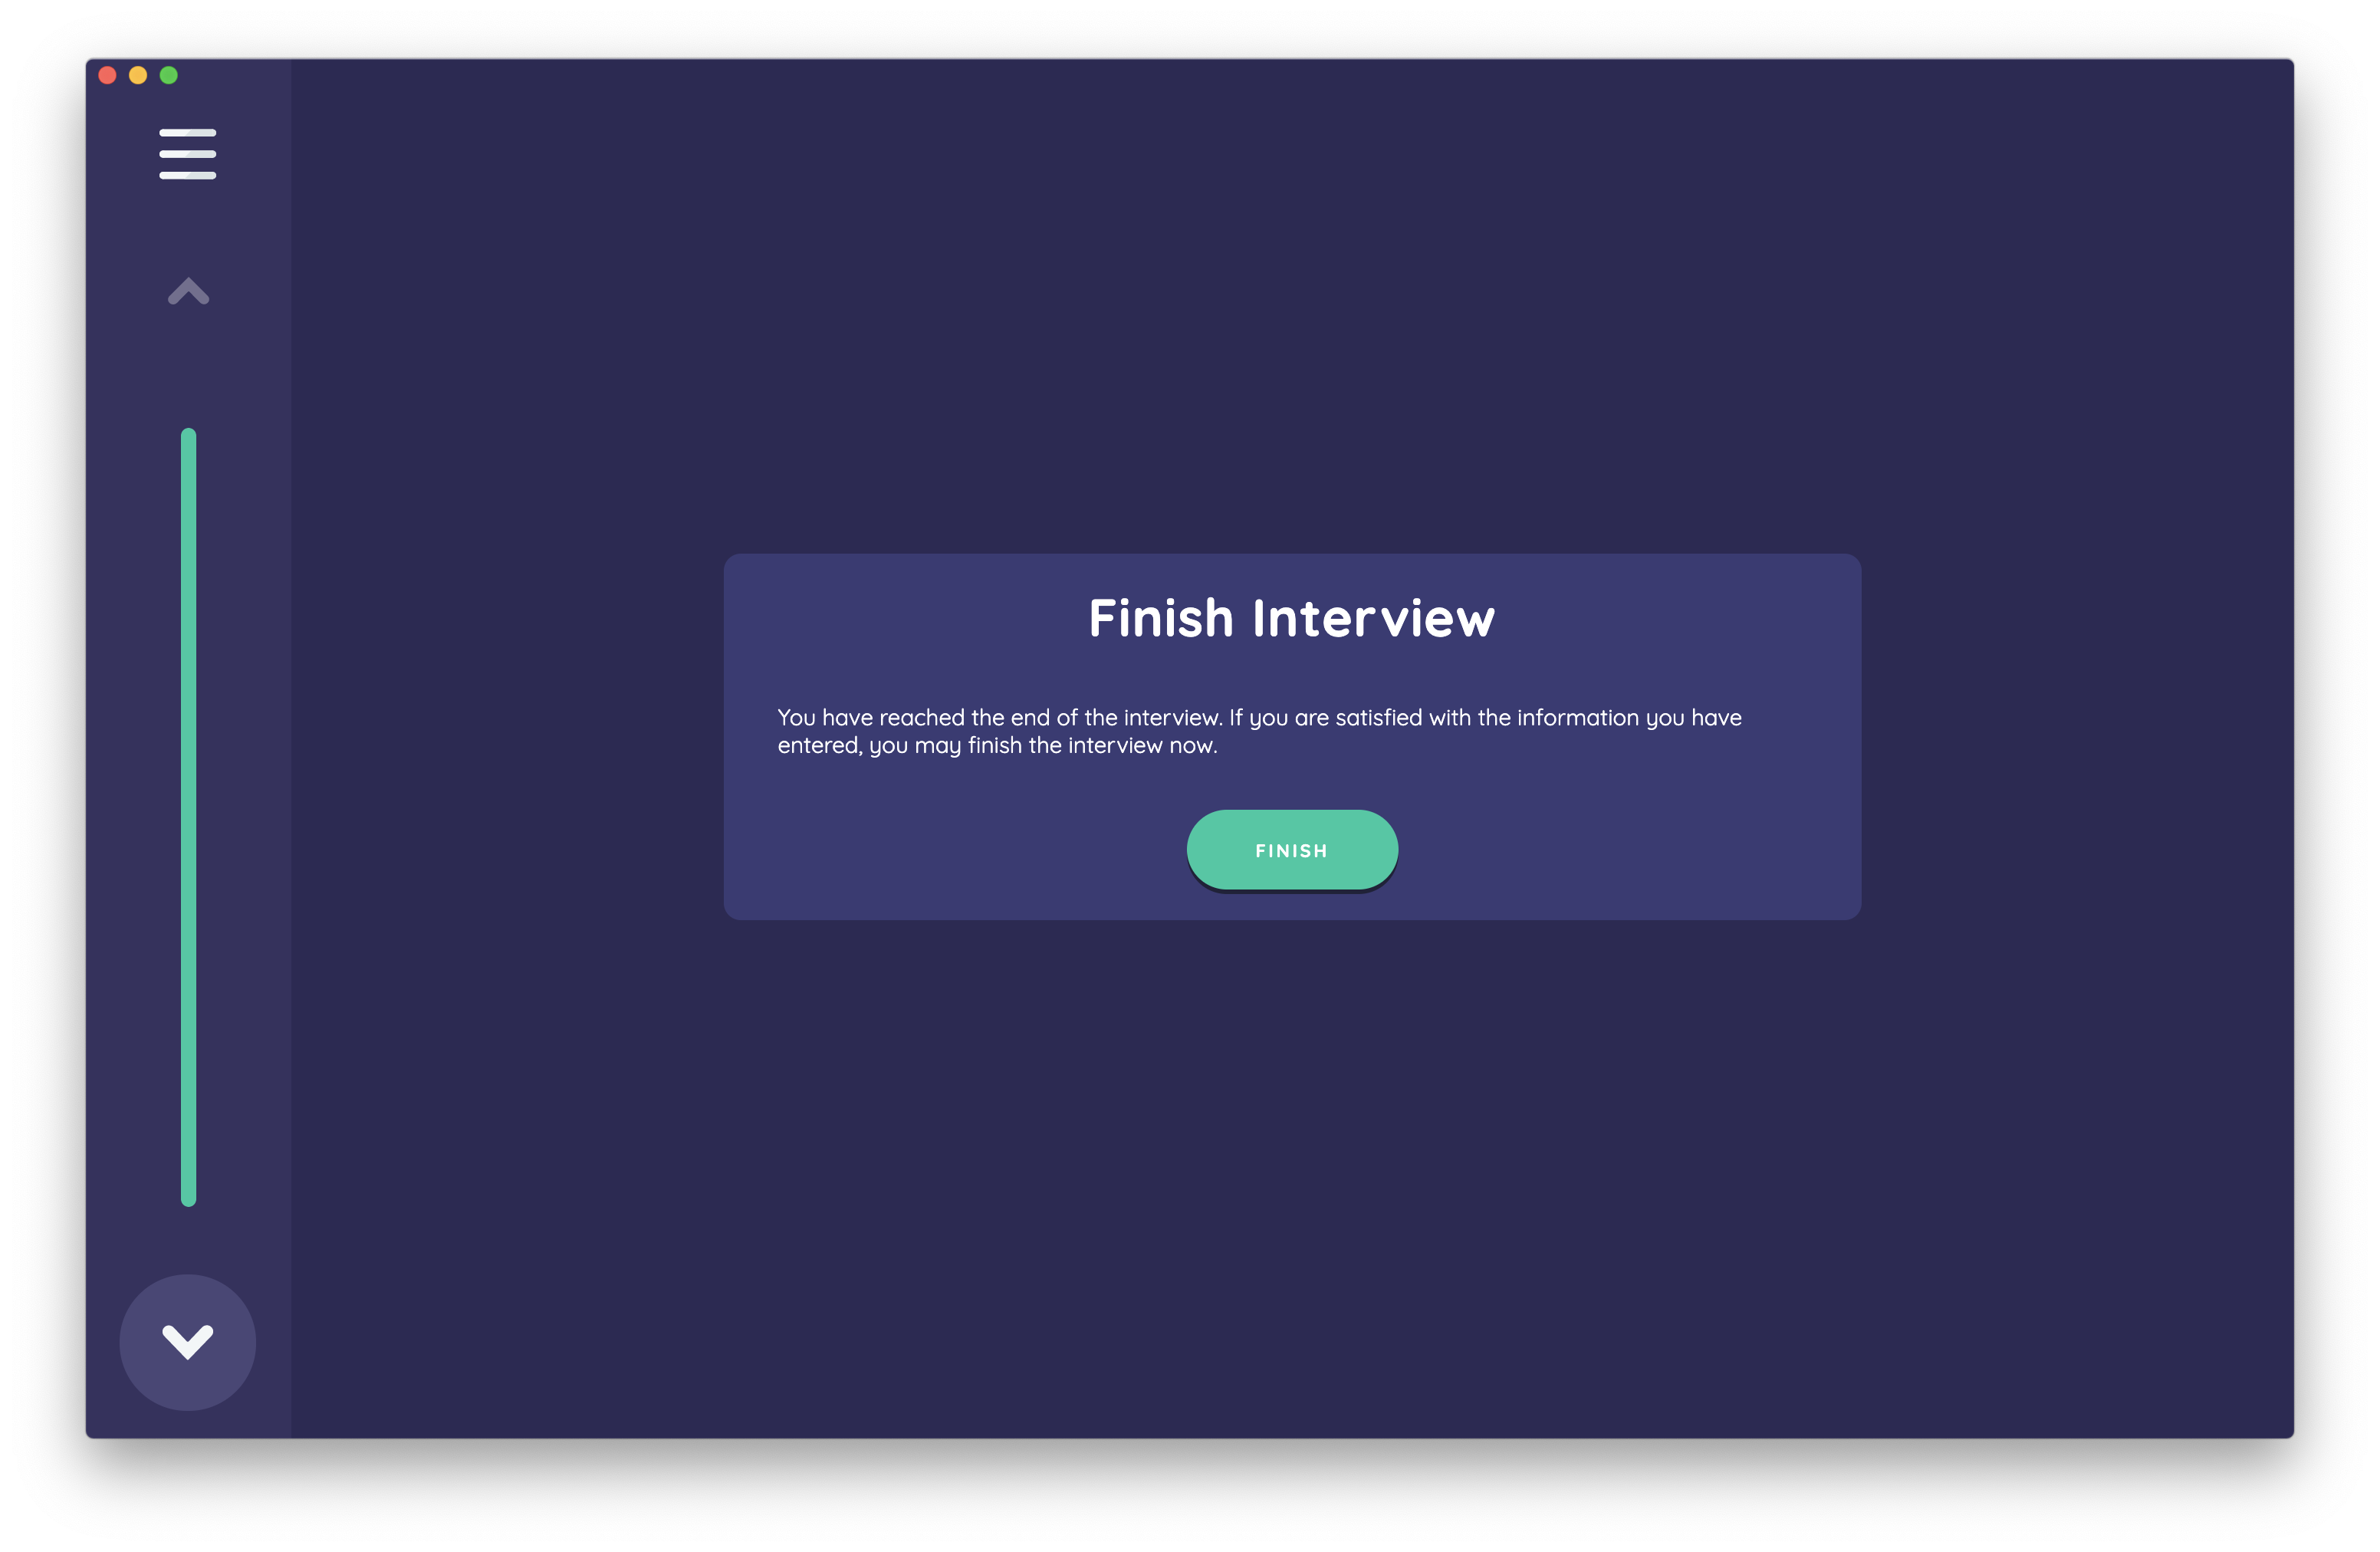 Finish Interview
You have reached the end of the interview. If you are satisfied with the information you have
entered, you may finish the interview now.
FINISH